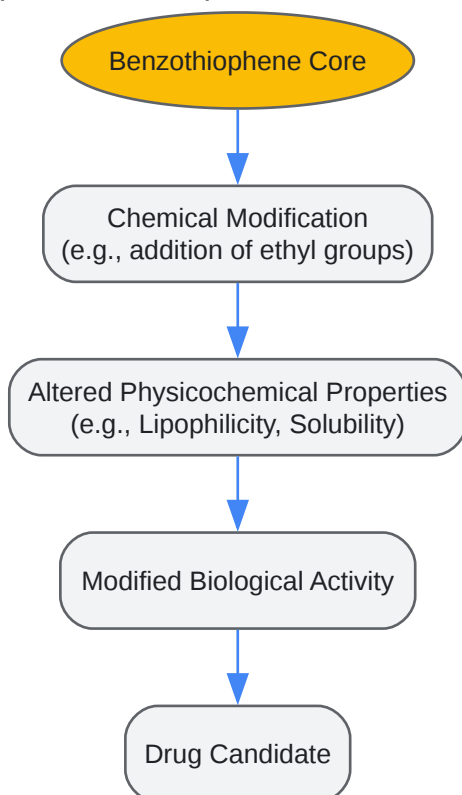 Benzothiophene Core
Chemical Modification
(e.g., addition of ethyl groups)
Altered Physicochemical Properties
(e.g., Lipophilicity, Solubility)
Modified Biological Activity
Drug Candidate